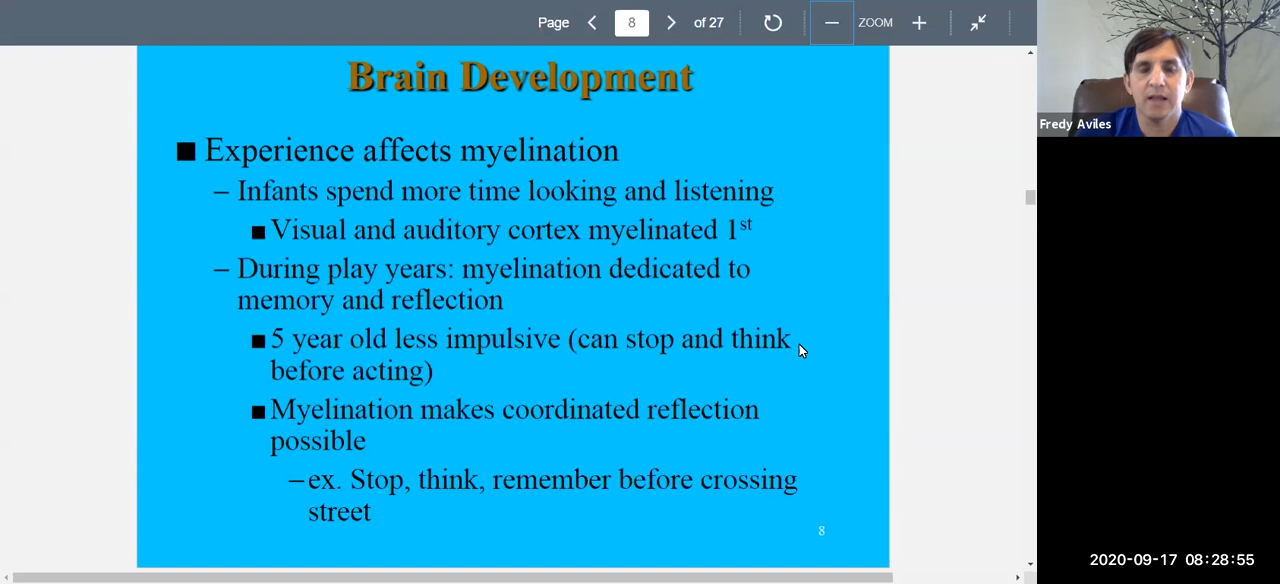 Page 8 of 27 ZOOM
Brain Development
Fredy Aviles
■ Experience affects myelination
– Infants spend more time looking and listening
■ Visual and auditory cortex myelinated 1st
– During play years: myelination dedicated to
memory and reflection
■ 5 year old less impulsive (can stop and think
before acting)
■ Myelination makes coordinated reflection
possible
– ex. Stop, think, remember before crossing
street
8
2020-09-17 08:28:55